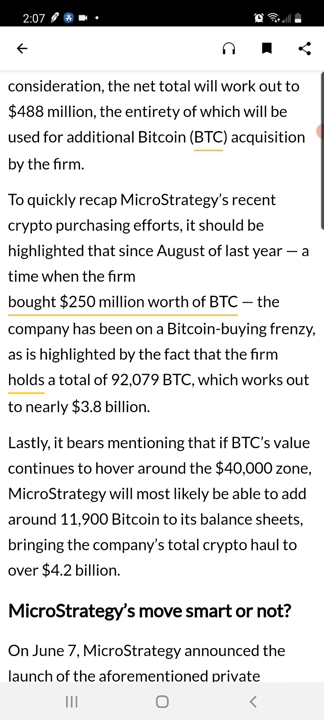 2:07
consideration, the net total will work out to
$488 million, the entirety of which will be
used for additional Bitcoin (BTC) acquisition
by the firm.
To quickly recap MicroStrategy’s recent
crypto purchasing efforts, it should be
highlighted that since August of last year — a
time when the firm
bought $250 million worth of BTC — the
company has been on a Bitcoin-buying frenzy,
as is highlighted by the fact that the firm
holds a total of 92,079 BTC, which works out
to nearly $3.8 billion.
Lastly, it bears mentioning that if BTC’s value
continues to hover around the $40,000 zone,
MicroStrategy will most likely be able to add
around 11,900 Bitcoin to its balance sheets,
bringing the company’s total crypto haul to
over $4.2 billion.
MicroStrategy’s move smart or not?
On June 7, MicroStrategy announced the
launch of the aforementioned private